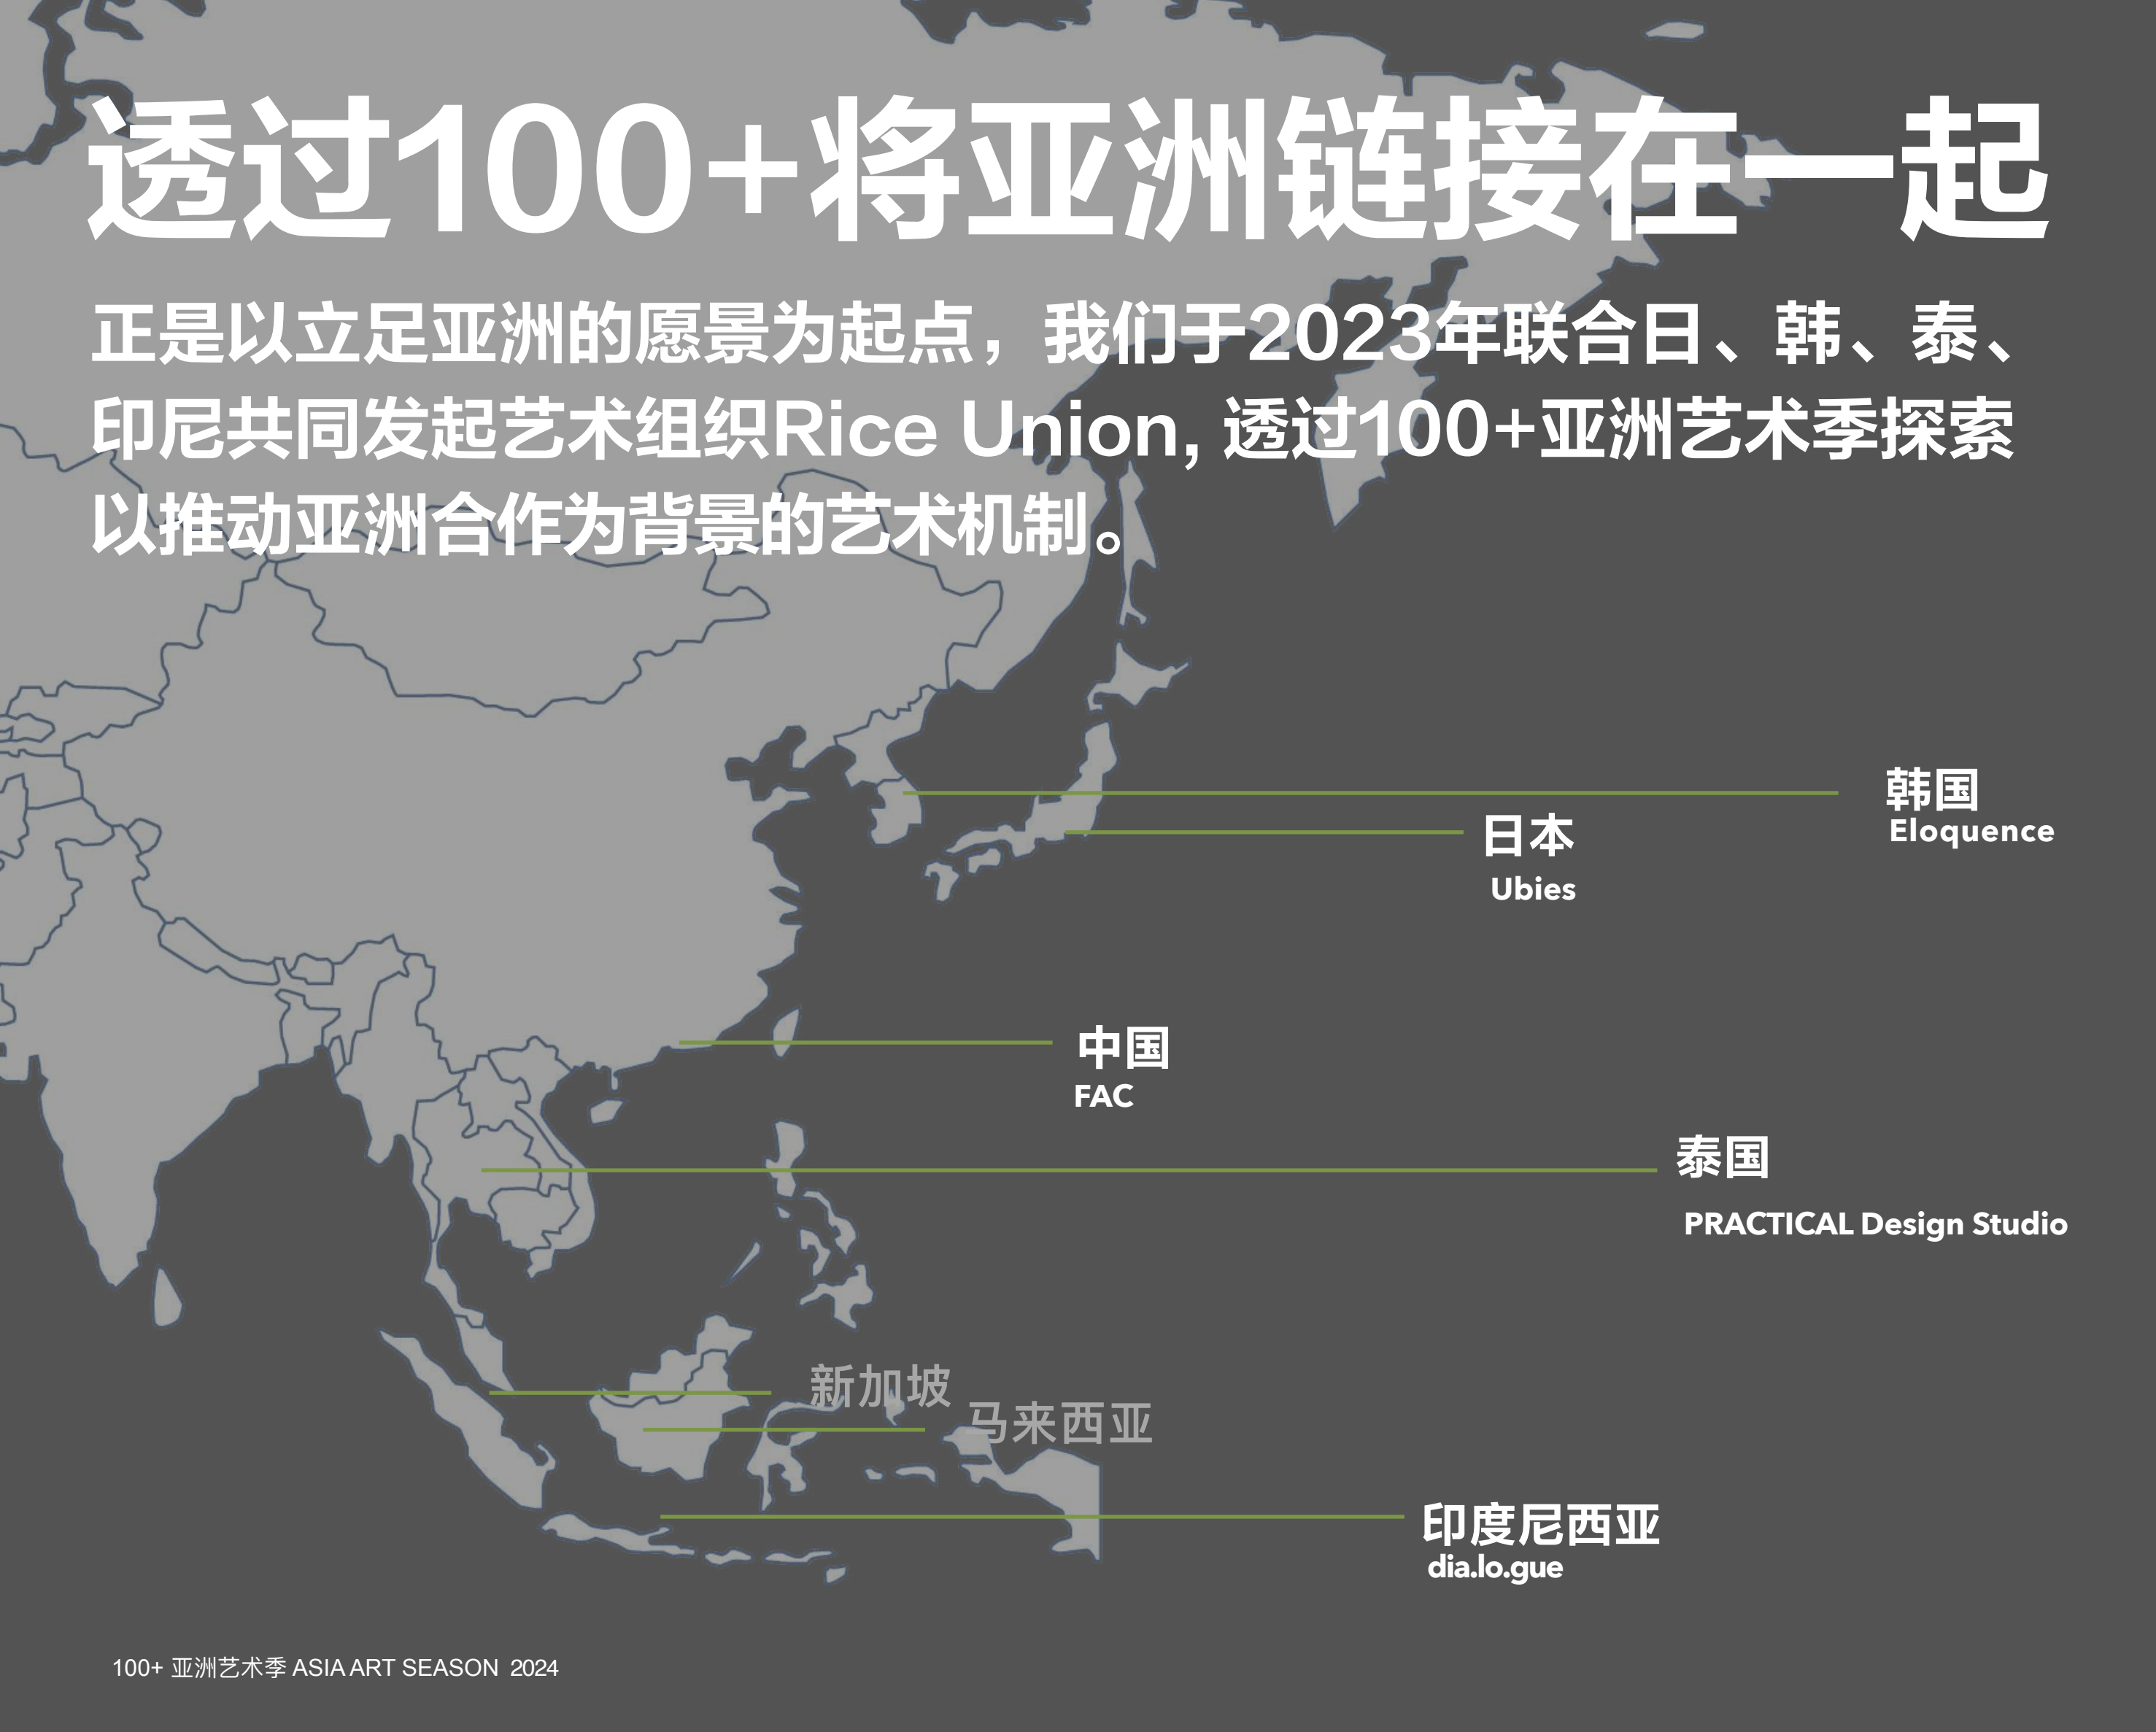 透过100+将亚洲链接在一起
正是以立足亚洲的愿景为起点，我们于2023年联合日、韩、泰、
印尼共同发起艺术组织Rice Union，透过100+亚洲艺术季探索
以推动亚洲合作为背景的艺术机制。
韩国
Eloquence
日本
Ubies
中国
FAC
泰国
PRACTICAL Design Studio
新加坡
马来西亚
印度尼西亚
dia.lo.gue
100+ 亚洲艺术季 ASIA ART SEASON 2024